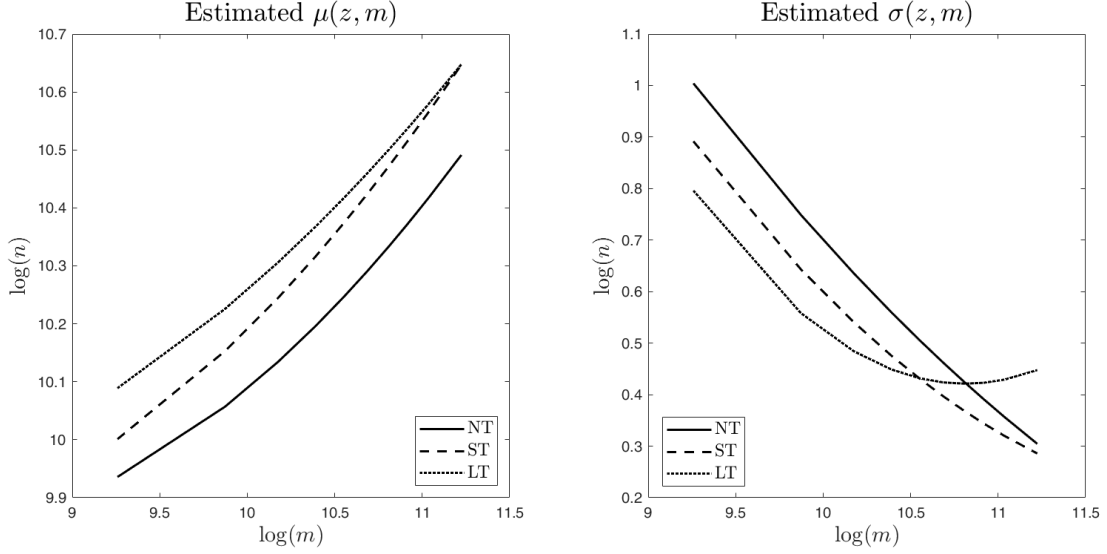 Estimated μ(z, m)
10.7
10.6
10.5
10.4
10.3
10.2
10.1
10
9.9
log(n)
9 9.5 10 10.5 11 11.5
log(m)
NT
ST
LT
Estimated σ(z, m)
1.1
1
0.9
0.8
0.7
0.6
0.5
0.4
0.3
0.2
log(n)
9 9.5 10 10.5 11 11.5
log(m)
NT
ST
LT